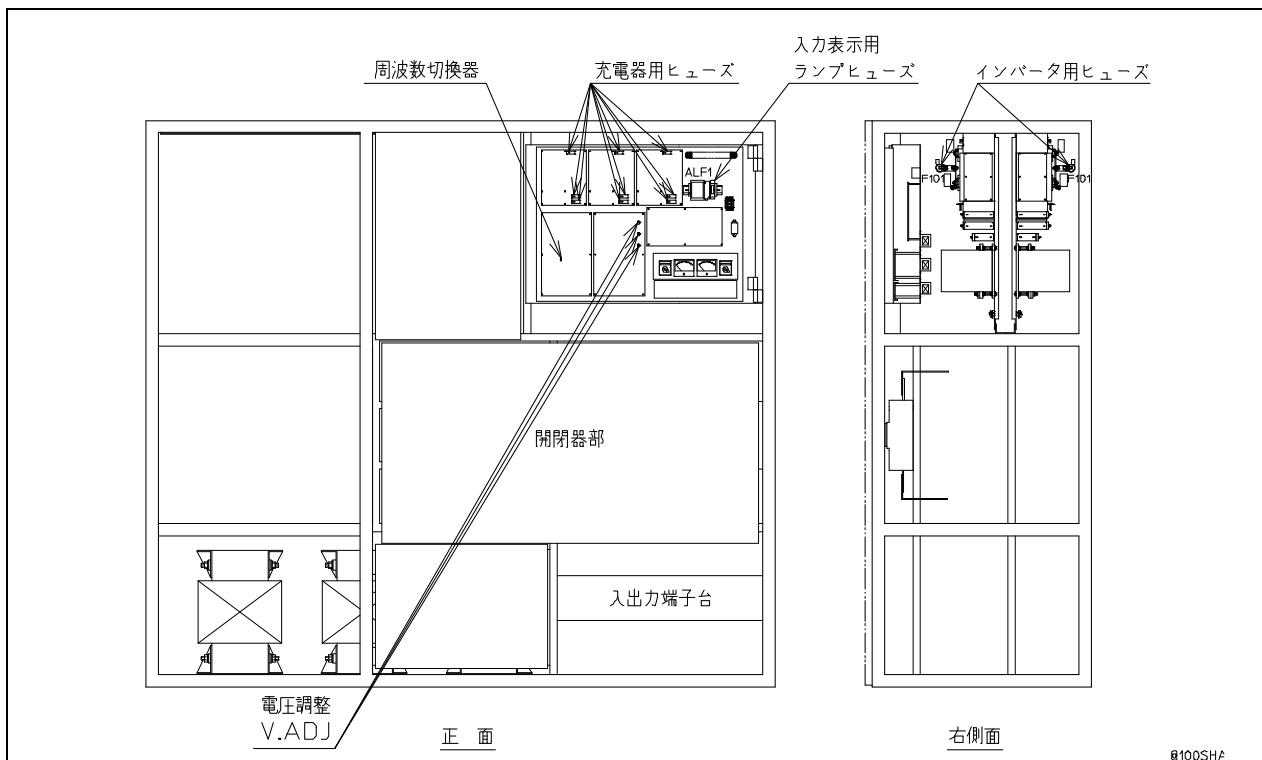 入力表示用
ランプヒューズ
周波数切換器
充電器用ヒューズ
インバータ用ヒューズ
ALF1
F101
F101
開閉器部
入出力端子台
電圧調整
V.ADJ
正 面
右側面